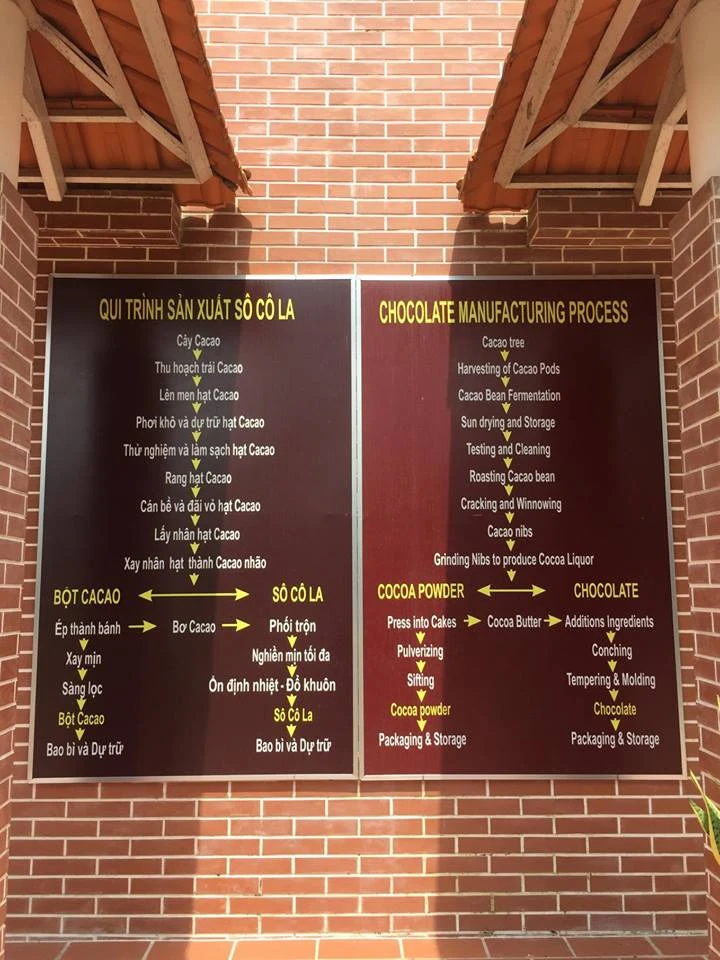 QUI TRÌNH SẢN XUẤT SÔ CÔ LA
Cây Cacao
Thu hoạch trái Cacao
Lên men hạt Cacao
Phơi khô và dự trữ hạt Cacao
Thử nghiệm và làm sạch hạt Cacao
Rang hạt Cacao
Cán bể và đãi vỏ hạt Cacao
Lấy nhân hạt Cacao
Xay nhân hạt thành Cacao nhão
BỘT CACAO SÔ CÔ LA
Ép thành bánh Bơ Cacao Phối trộn
Xay mịn Nghiền mịn tối đa
Sàng lọc Ổn định nhiệt - Đổ khuôn
Bột Cacao Sô Cô La
Bao bì và Dự trữ Bao bì và Dự trữ
CHOCOLATE MANUFACTURING PROCESS
Cacao tree
Harvesting of Cacao Pods
Cacao Bean Fermentation
Sun drying and Storage
Testing and Cleaning
Roasting Cacao bean
Cracking and Winnowing
Cacao nibs
Grinding Nibs to produce Cocoa Liquor
COCOA POWDER CHOCOLATE
Press into Cakes Cocoa Butter Additions Ingredients
Pulverizing Conching
Sifting Tempering & Molding
Cocoa powder Chocolate
Packaging & Storage Packaging & Storage